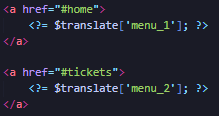 <a href="#home">
<?= $translate['menu_1']; ?>
</a>
<a href="#tickets">
<?= $translate['menu_2']; ?>
</a>